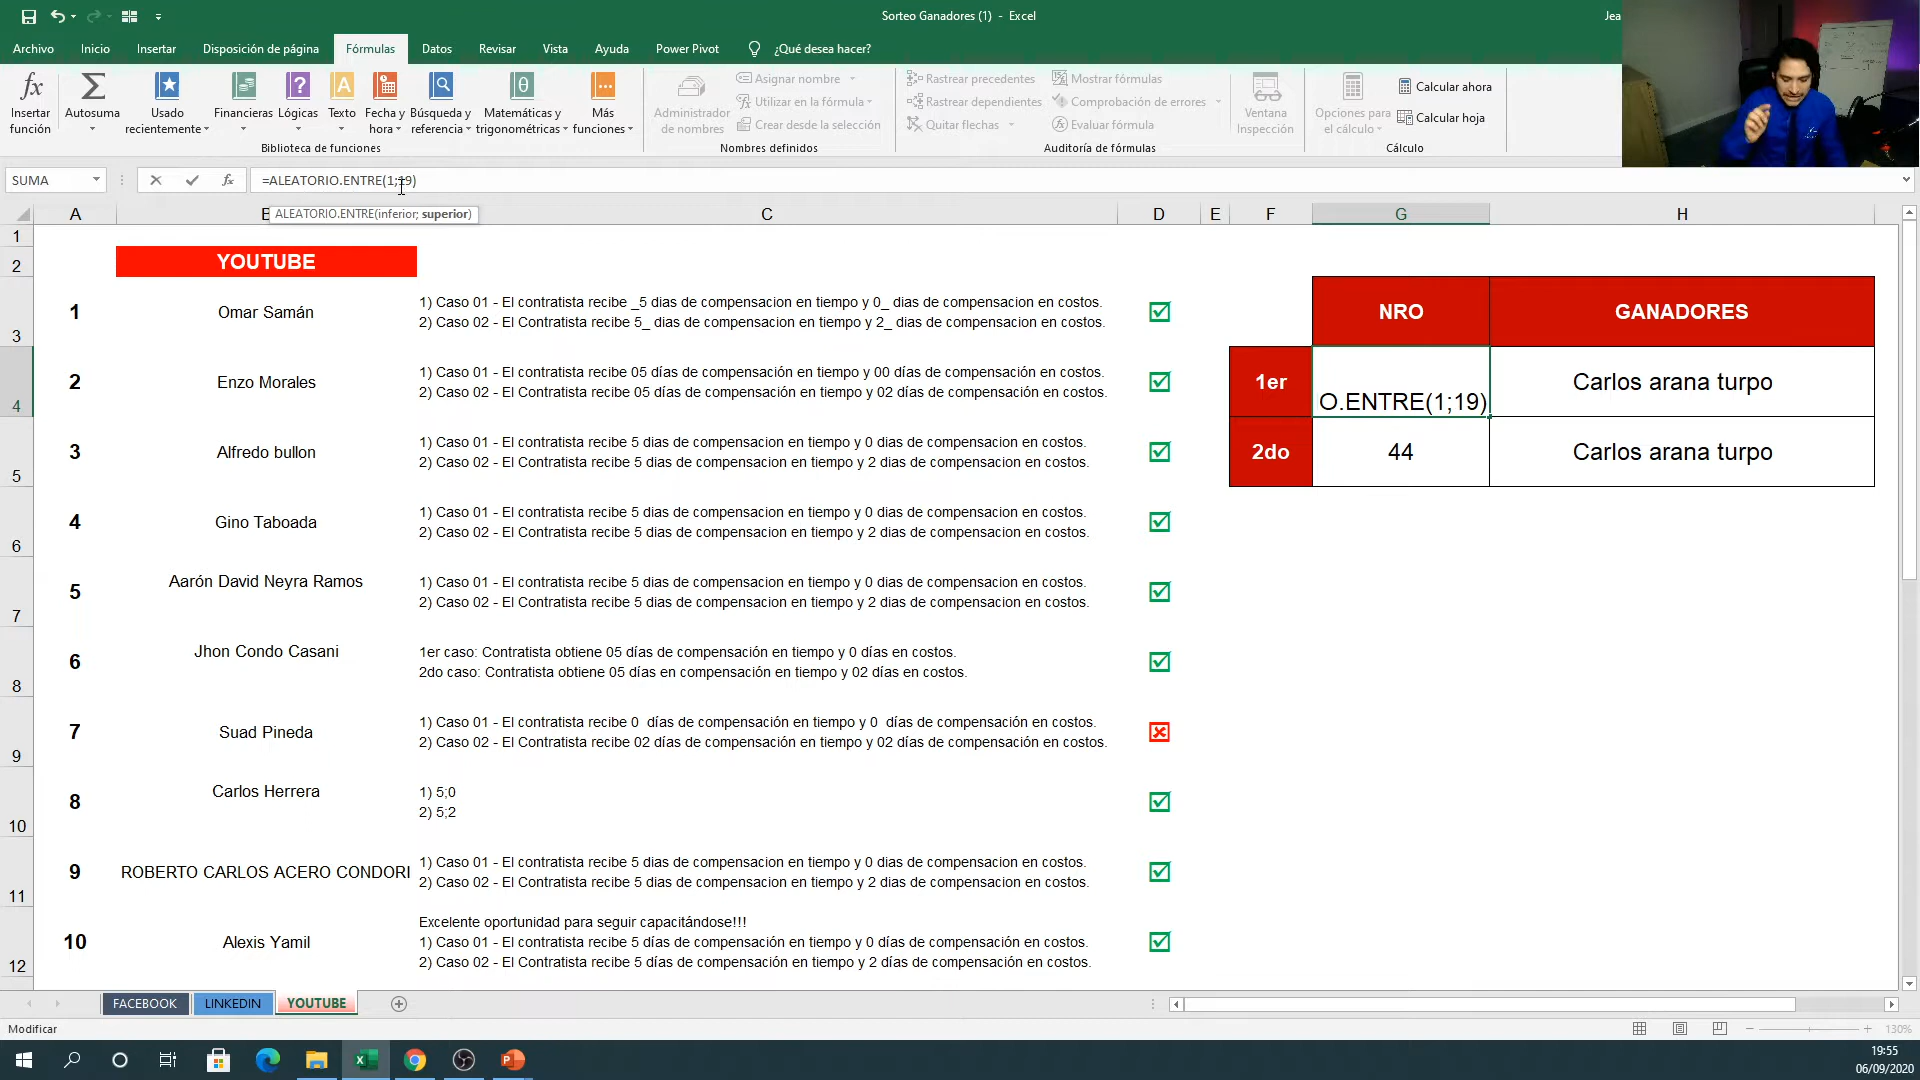 Sorteo Ganadores (1) - Excel
Jea
Archivo
Inicio
Insertar
Disposición de página
Fórmulas
Datos
Revisar
Vista
Ayuda
Power Pivot
¿Qué desea hacer?
Insertar función
Autosuma
Usado recientemente
Financieras
Lógicas
Texto
Fecha y hora
Búsqueda y referencia
Matemáticas y trigonométricas
Más funciones
Biblioteca de funciones
Administrador de nombres
Asignar nombre
Utilizar en la fórmula
Crear desde la selección
Nombres definidos
Rastrear precedentes
Rastrear dependientes
Quitar flechas
Mostrar fórmulas
Comprobación de errores
Evaluar fórmula
Auditoría de fórmulas
Ventana Inspección
Opciones para el cálculo
Calcular ahora
Calcular hoja
Cálculo
SUMA
fx
=ALEATORIO.ENTRE(1;19)
ALEATORIO.ENTRE(inferior; superior)
A
C
D
E
F
G
H
1
2
YOUTUBE
3
1
Omar Samán
1) Caso 01 - El contratista recibe _5 dias de compensacion en tiempo y 0_ dias de compensacion en costos.
2) Caso 02 - El Contratista recibe 5_ dias de compensacion en tiempo y 2_ dias de compensacion en costos.
NRO
GANADORES
4
2
Enzo Morales
1) Caso 01 - El contratista recibe 05 días de compensación en tiempo y 00 días de compensación en costos.
2) Caso 02 - El Contratista recibe 05 días de compensación en tiempo y 02 días de compensación en costos.
1er
O.ENTRE(1;19)
Carlos arana turpo
5
3
Alfredo bullon
1) Caso 01 - El contratista recibe 5 dias de compensacion en tiempo y 0 dias de compensacion en costos.
2) Caso 02 - El Contratista recibe 5 dias de compensacion en tiempo y 2 dias de compensacion en costos.
2do
44
Carlos arana turpo
6
4
Gino Taboada
1) Caso 01 - El contratista recibe 5 dias de compensacion en tiempo y 0 dias de compensacion en costos.
2) Caso 02 - El Contratista recibe 5 dias de compensacion en tiempo y 2 dias de compensacion en costos.
7
5
Aarón David Neyra Ramos
1) Caso 01 - El contratista recibe 5 dias de compensacion en tiempo y 0 dias de compensacion en costos.
2) Caso 02 - El Contratista recibe 5 dias de compensacion en tiempo y 2 dias de compensacion en costos.
8
6
Jhon Condo Casani
1er caso: Contratista obtiene 05 días de compensación en tiempo y 0 días en costos.
2do caso: Contratista obtiene 05 días en compensación en tiempo y 02 días en costos.
9
7
Suad Pineda
1) Caso 01 - El contratista recibe 0 días de compensación en tiempo y 0 días de compensación en costos.
2) Caso 02 - El Contratista recibe 02 días de compensación en tiempo y 02 días de compensación en costos.
10
8
Carlos Herrera
1) 5;0
2) 5;2
11
9
ROBERTO CARLOS ACERO CONDORI
1) Caso 01 - El contratista recibe 5 dias de compensacion en tiempo y 0 dias de compensacion en costos.
2) Caso 02 - El Contratista recibe 5 dias de compensacion en tiempo y 2 dias de compensacion en costos.
12
10
Alexis Yamil
Excelente oportunidad para seguir capacitándose!!!
1) Caso 01 - El contratista recibe 5 días de compensación en tiempo y 0 días de compensación en costos.
2) Caso 02 - El Contratista recibe 5 días de compensación en tiempo y 2 días de compensación en costos.
FACEBOOK
LINKEDIN
YOUTUBE
Modificar
130%
19:55
06/09/2020